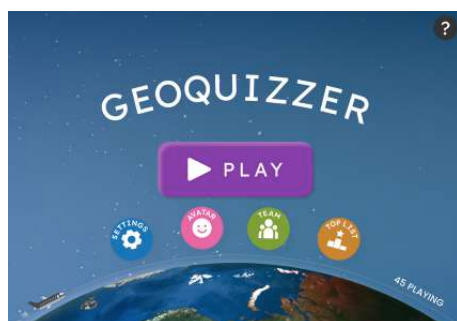 ?
GEOQUIZZER
PLAY
SETTINGS
AVATAR
TEAM
TOP LIST
45 PLAYING